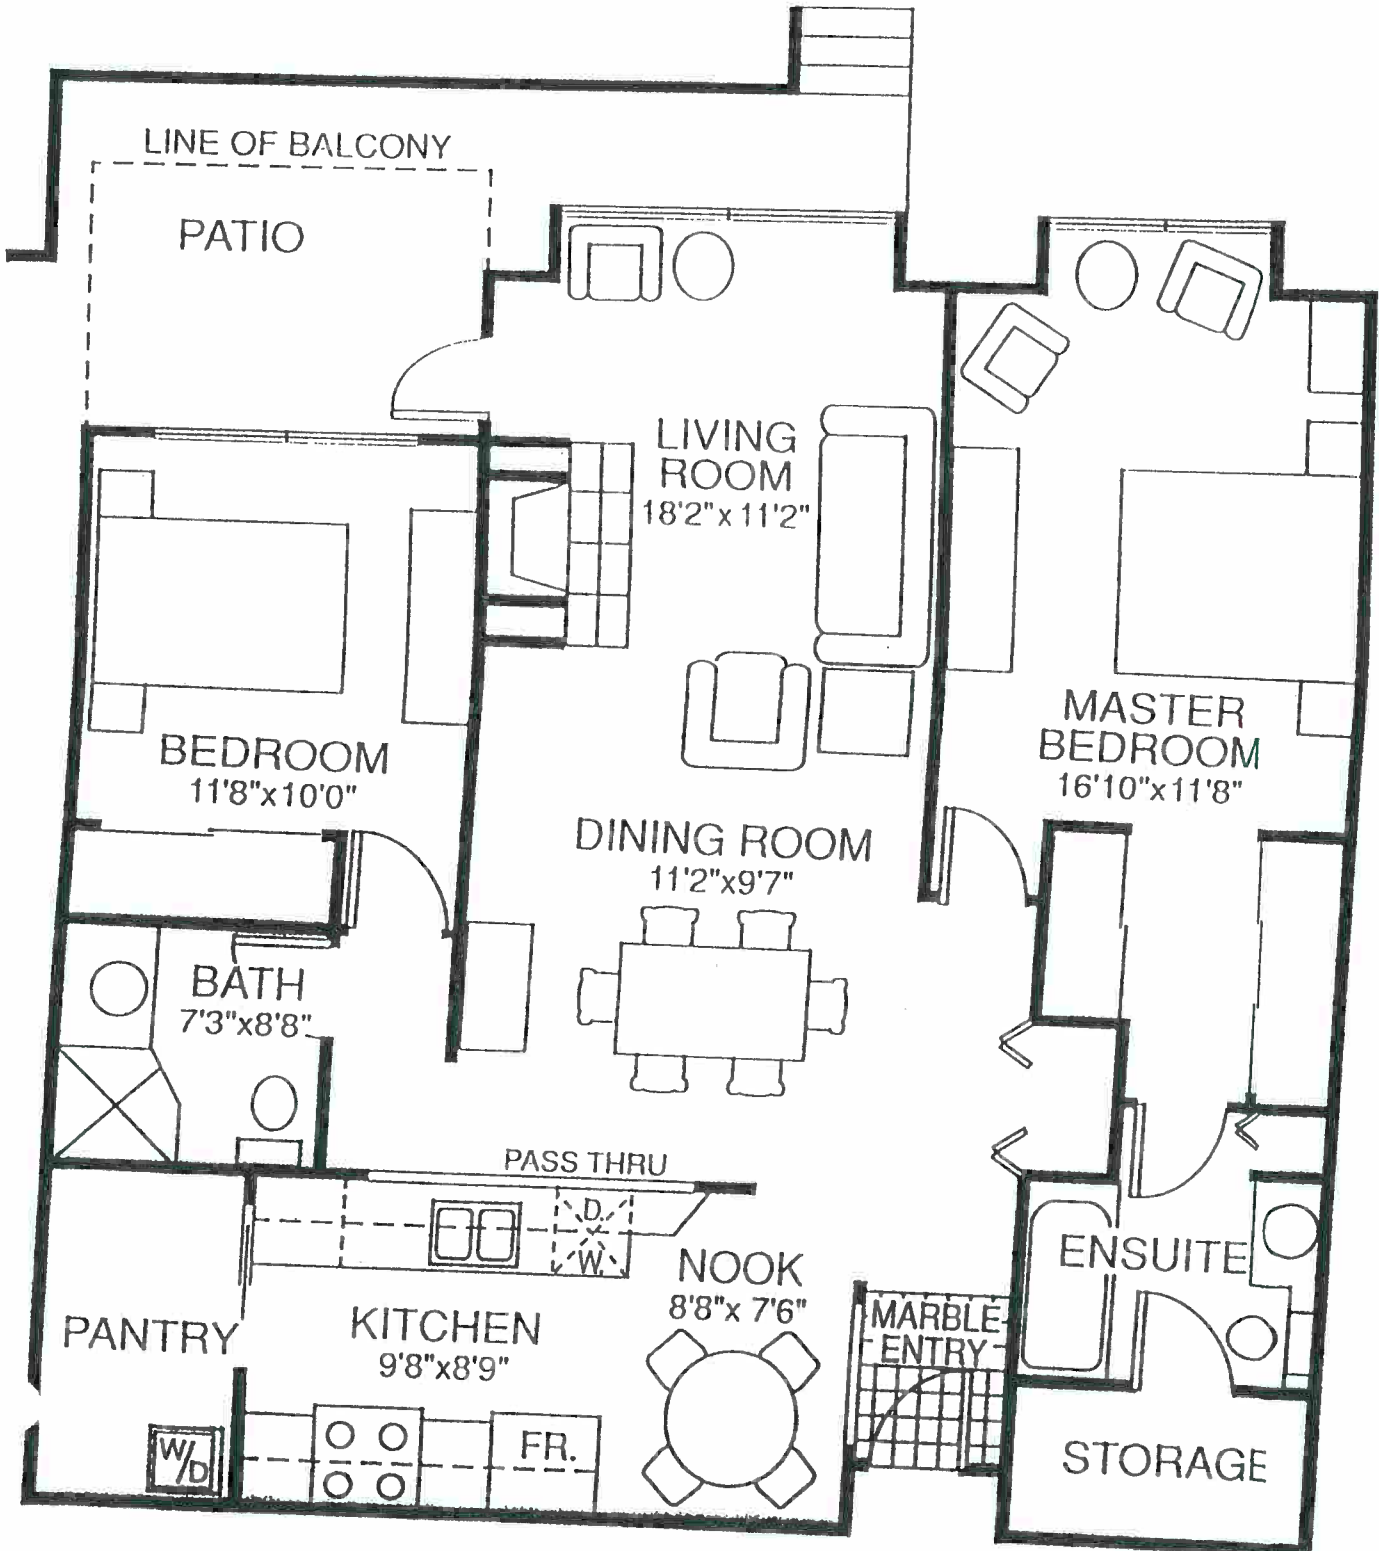 LINE OF BALCONY
PATIO
LIVING
ROOM
18'2"x11'2"
MASTER
BEDROOM
16'10"x11'8"
BEDROOM
11'8"x10'0"
DINING ROOM
11'2"x9'7"
BATH
7'3"x8'8"
PASS THRU
D.
W.
NOOK
8'8"x 7'6"
ENSUITE
MARBLE
ENTRY
PANTRY
KITCHEN
9'8"x8'9"
FR.
W/D
STORAGE